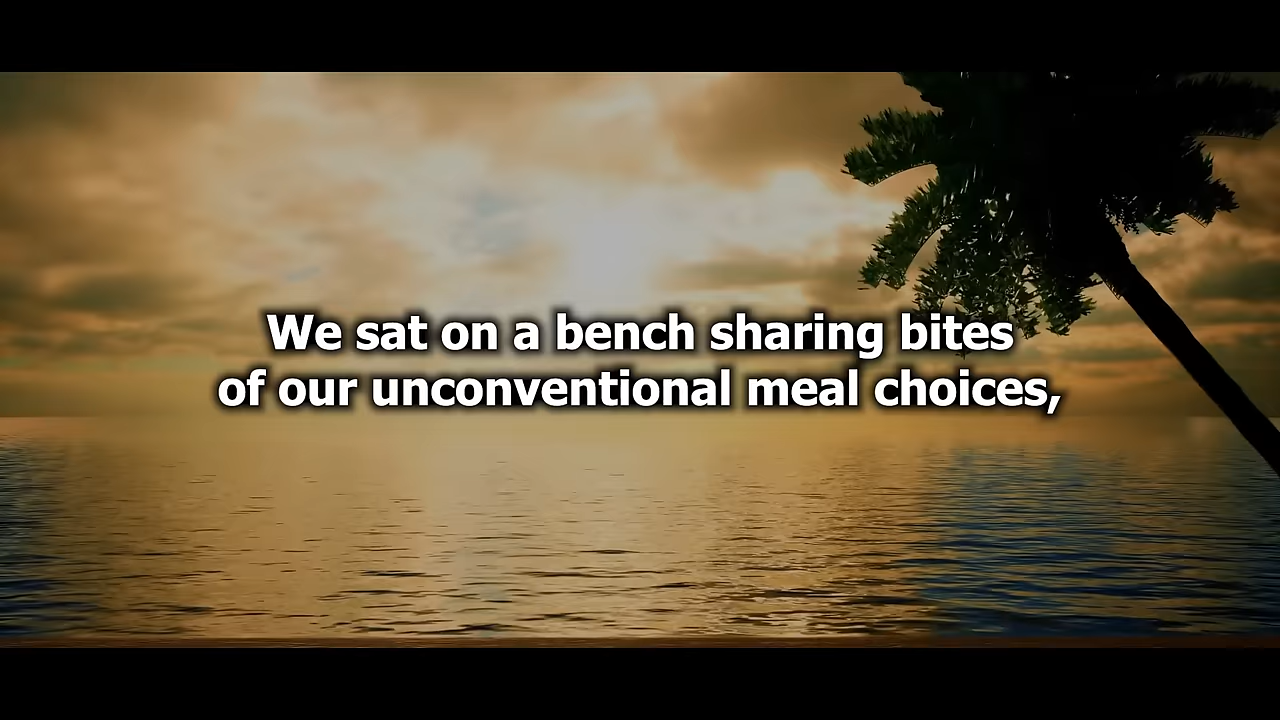 We sat on a bench sharing bites
of our unconventional meal choices,